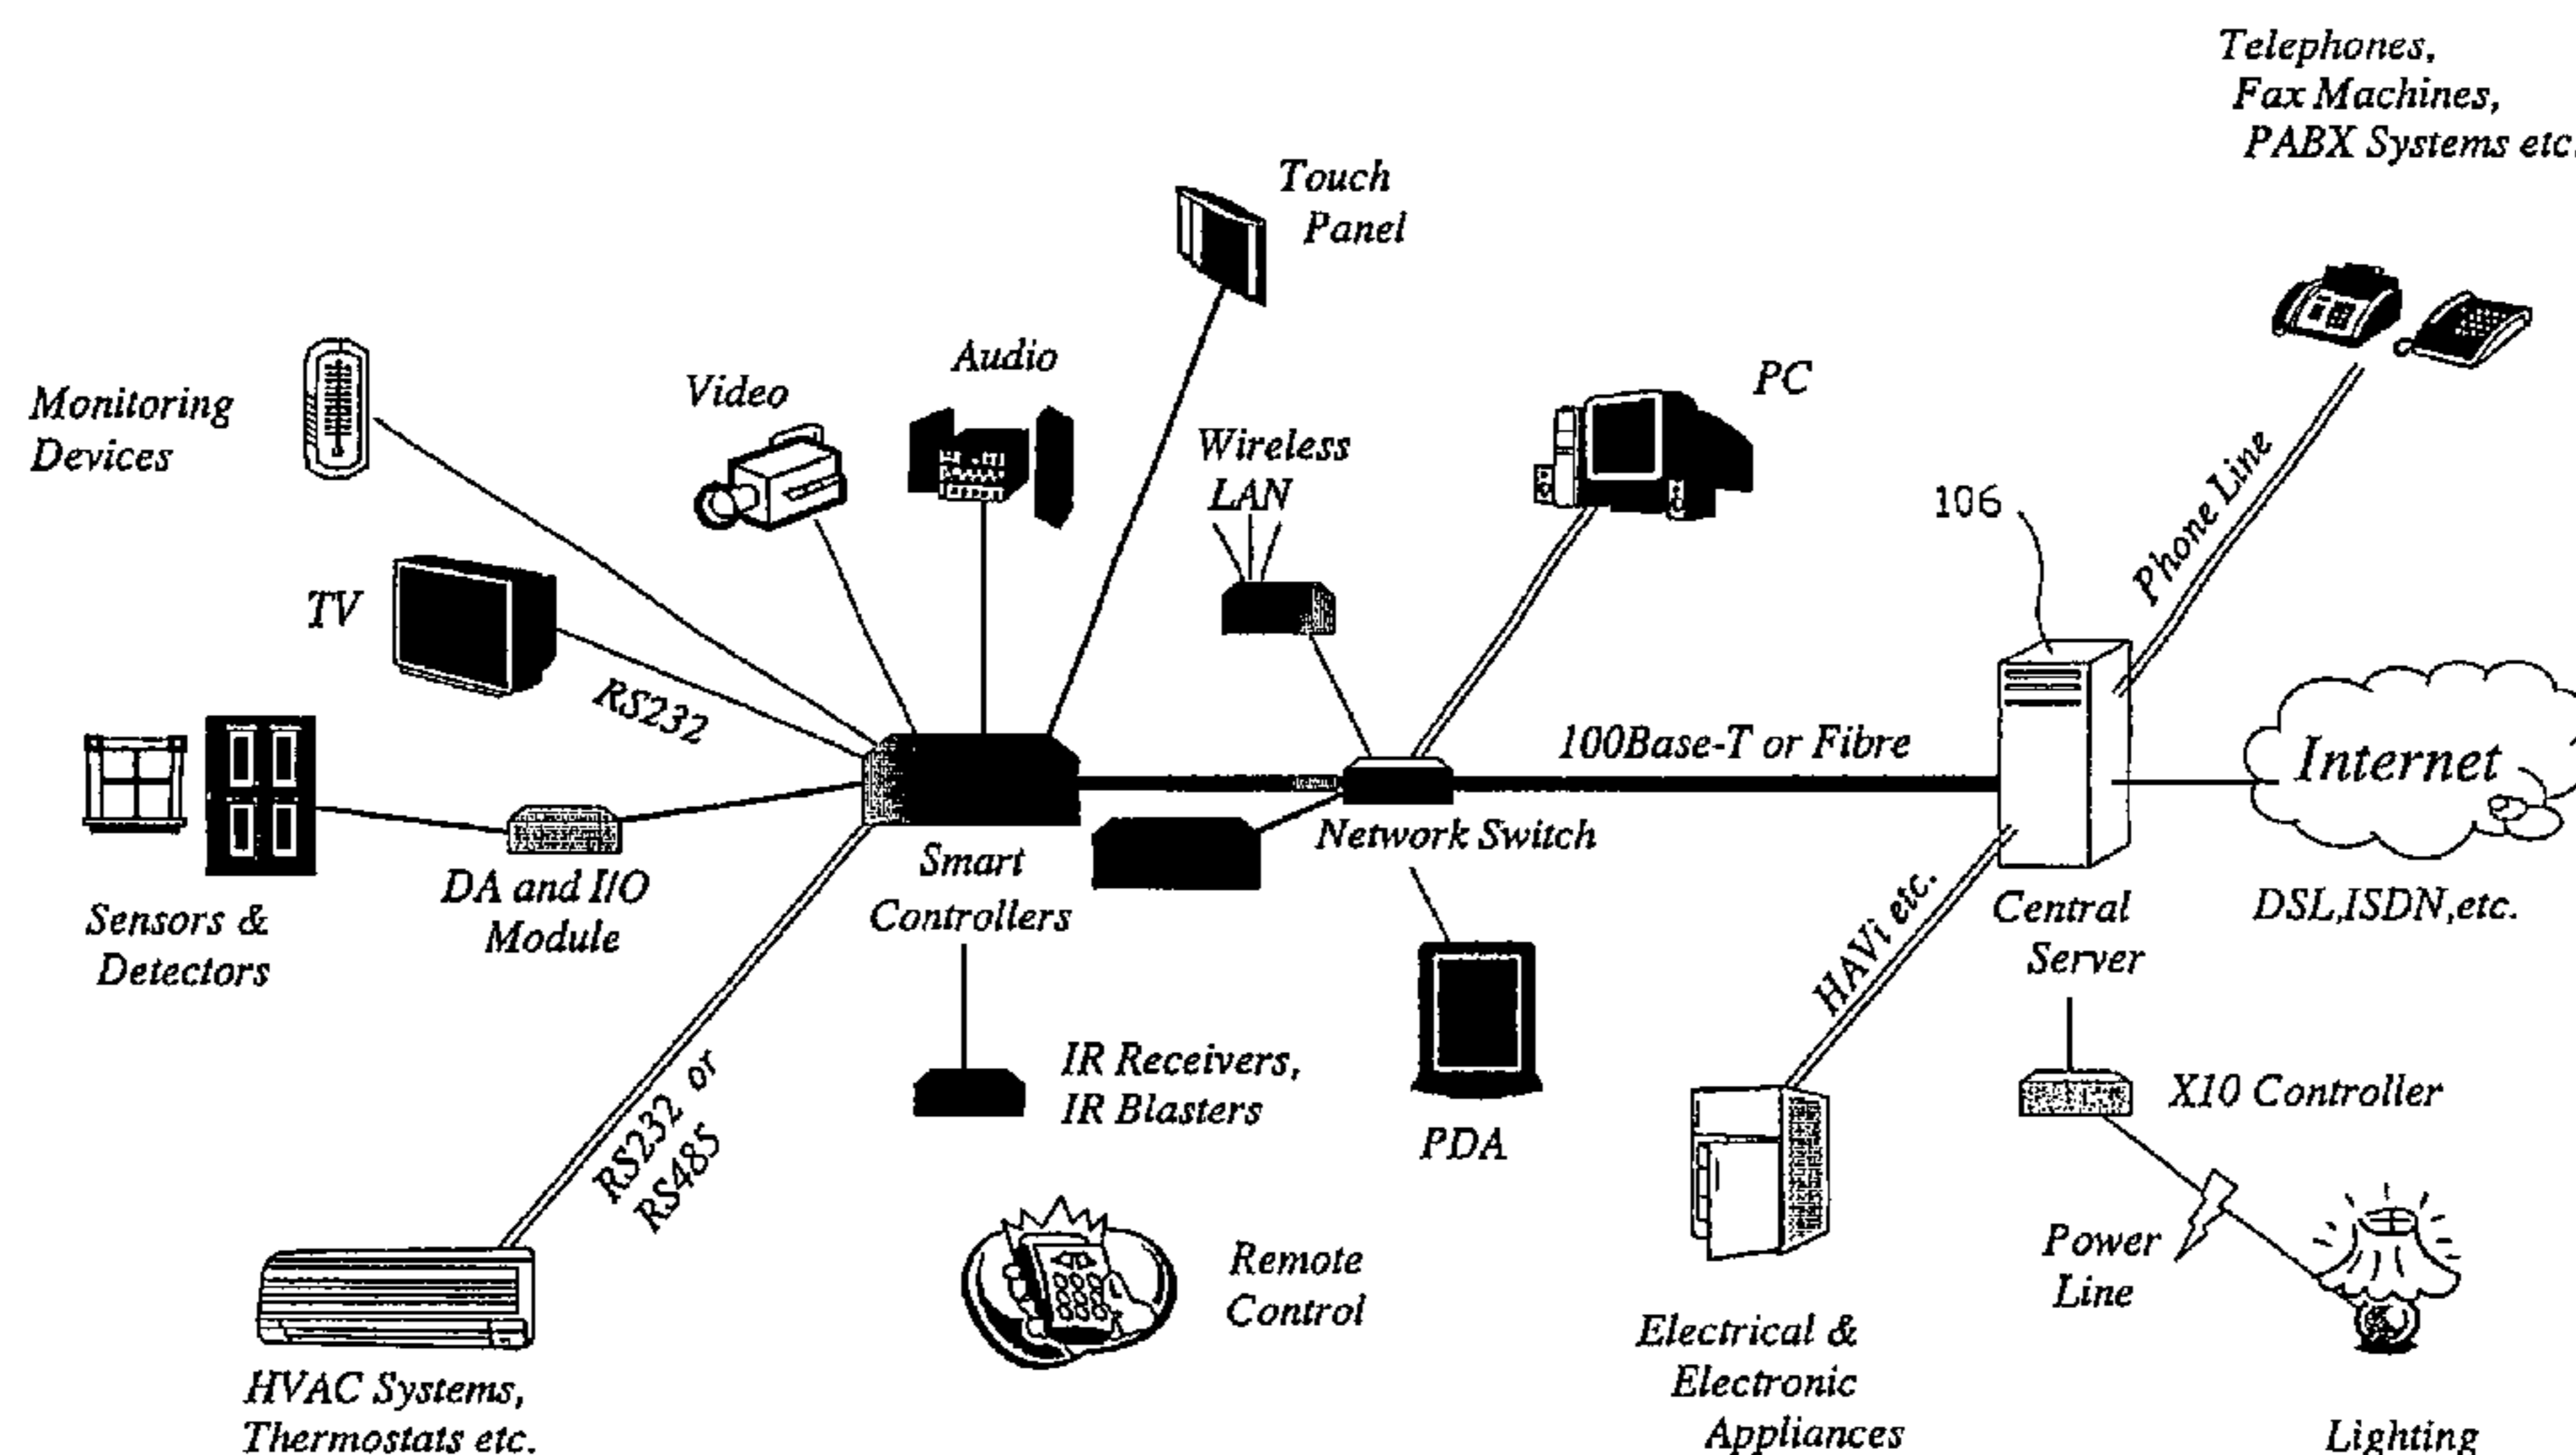 Telephones,
Fax Machines,
PABX Systems etc.
Touch
Panel
Monitoring
Devices
Video
Audio
PC
Wireless
LAN
106
Phone Line
TV
RS232
100Base-T or Fibre
Internet
Network Switch
Smart
Controllers
DA and I/O
Module
Sensors &
Detectors
HAVi etc.
Central
Server
DSL,ISDN,etc.
IR Receivers,
IR Blasters
RS232 or
RS485
PDA
X10 Controller
Power
Line
Remote
Control
Electrical &
Electronic
Appliances
HVAC Systems,
Thermostats etc.
Lighting